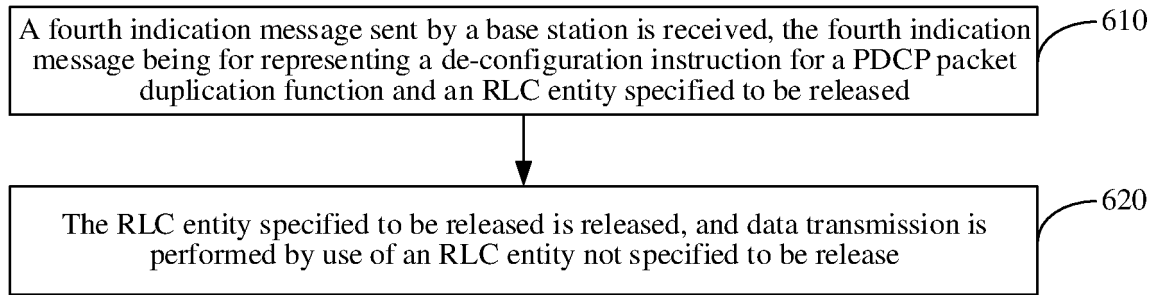 A fourth indication message sent by a base station is received, the fourth indication
message being for representing a de-configuration instruction for a PDCP packet
duplication function and an RLC entity specified to be released
610
The RLC entity specified to be released is released, and data transmission is
performed by use of an RLC entity not specified to be release
620